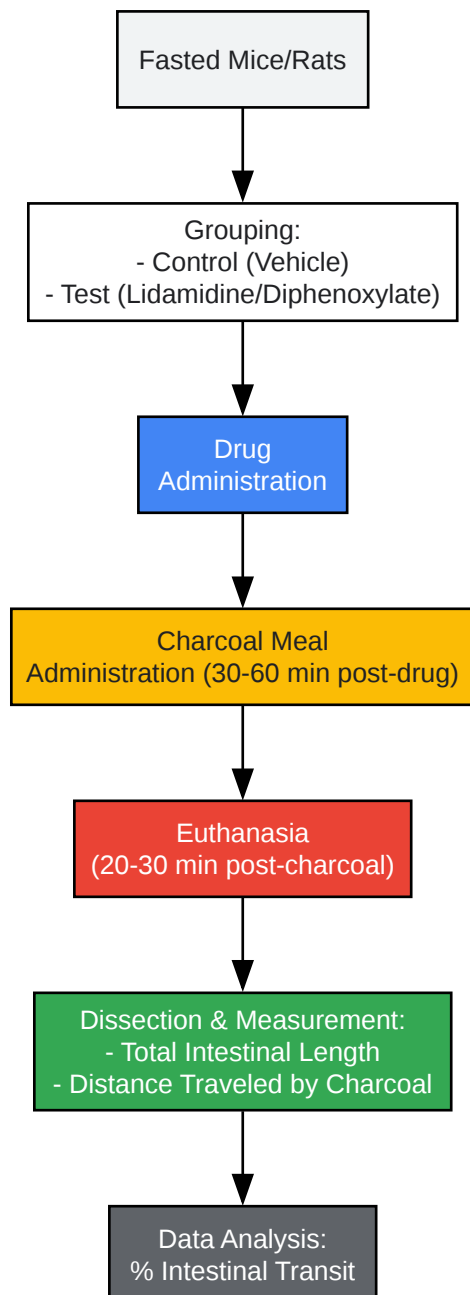 Fasted Mice/Rats
Grouping:
- Control (Vehicle)
- Test (Lidamidine/Diphenoxylate)
Drug
Administration
Charcoal Meal
Administration (30-60 min post-drug)
Euthanasia
(20-30 min post-charcoal)
Dissection & Measurement:
- Total Intestinal Length
- Distance Traveled by Charcoal
Data Analysis:
% Intestinal Transit